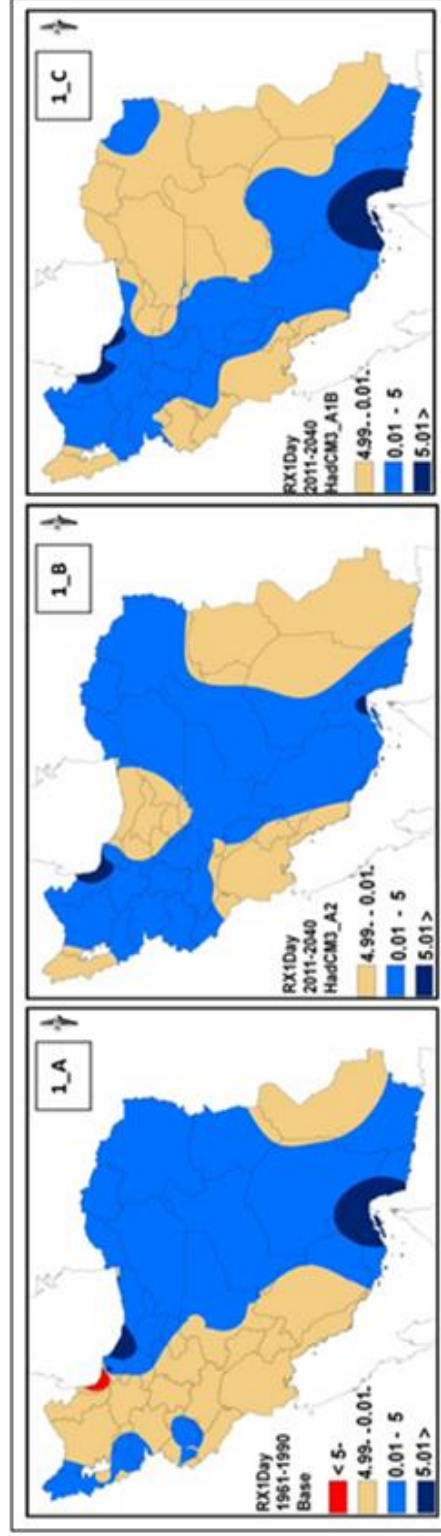 1_A
RX1Day
1961-1990
Base
< 5-
4.99-.-0.01.
0.01 - 5
5.01>
1_B
RX1Day
2011-2040
HadCM3_A2
4.99-.-0.01.
0.01 - 5
5.01>
1_C
RX1Day
2011-2040
HadCM3_A1B
4.99-.-0.01.
0.01 - 5
5.01>